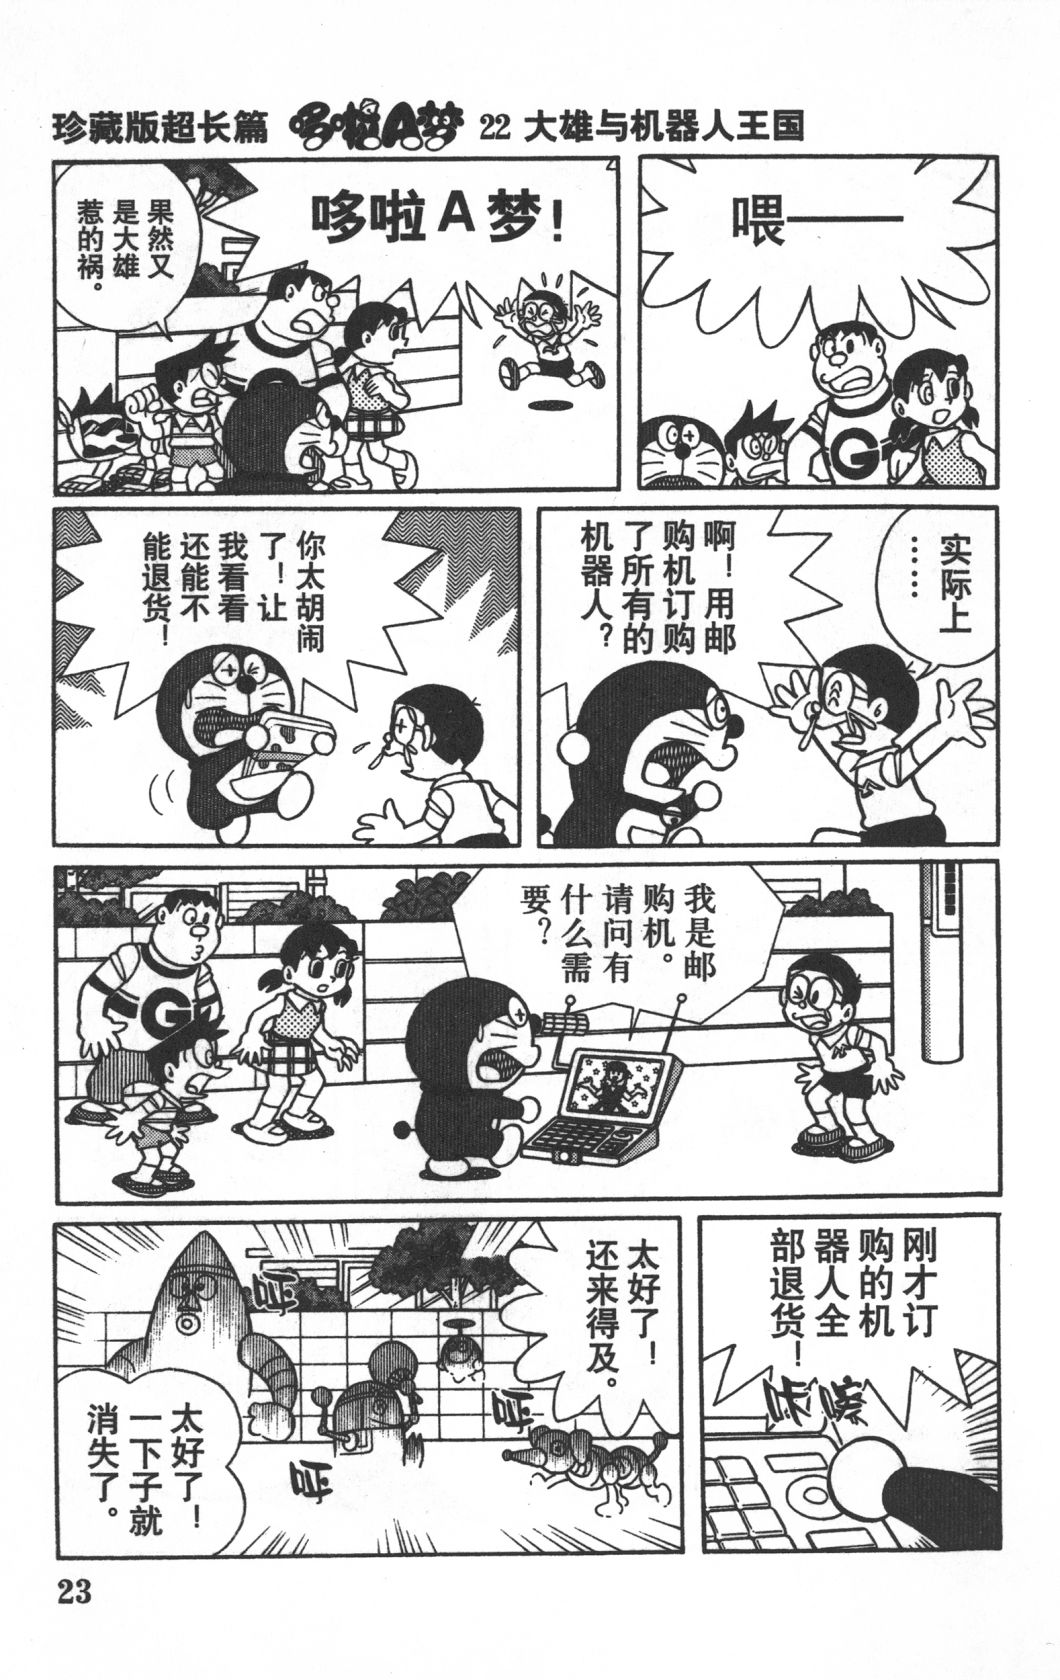 珍藏版超长篇 哆啦A梦 22 大雄与机器人王国
喂——
哆啦A梦！
果然又
是大雄
惹的祸。
实际上
……
啊！用邮
购机订购
了所有的
机器人？
你太胡闹
了！让
我看看
还能不
能退货！
我是邮
购机。
请问有
什么需
要？
刚才订
购的机
器人全
部退货！
咔嚓
太好了！
还来得及。
呯
呯
呯
太好了！
一下子就
消失了。
G
G
23